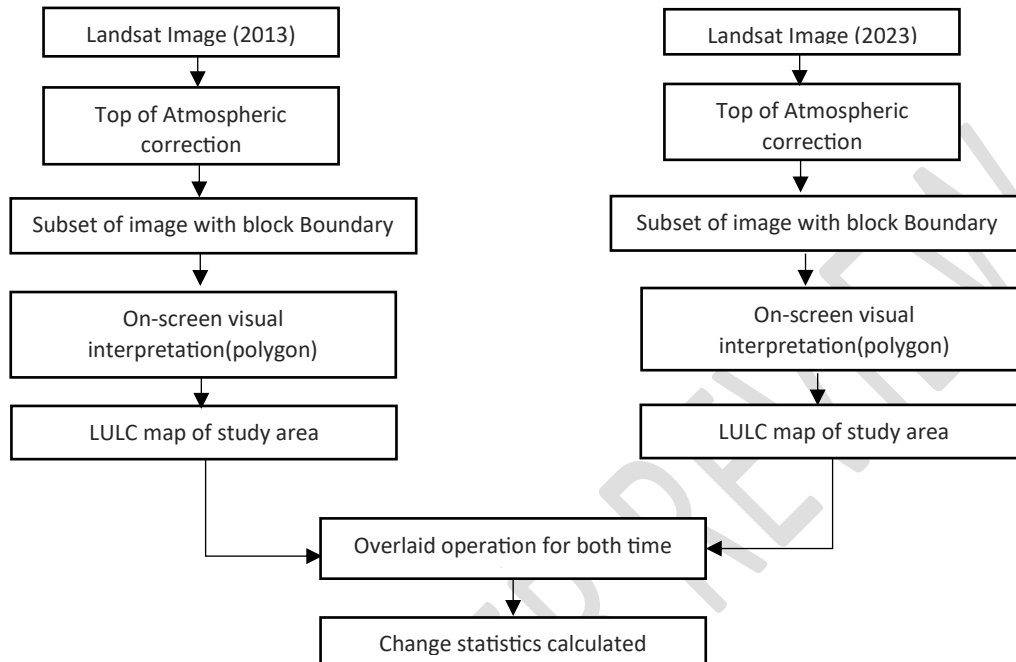 Landsat Image (2013)
Top of Atmospheric
correction
Subset of image with block Boundary
On-screen visual
interpretation(polygon)
LULC map of study area
Landsat Image (2023)
Top of Atmospheric
correction
Subset of image with block Boundary
On-screen visual
interpretation(polygon)
LULC map of study area
Overlaid operation for both time
Change statistics calculated
REVIEW